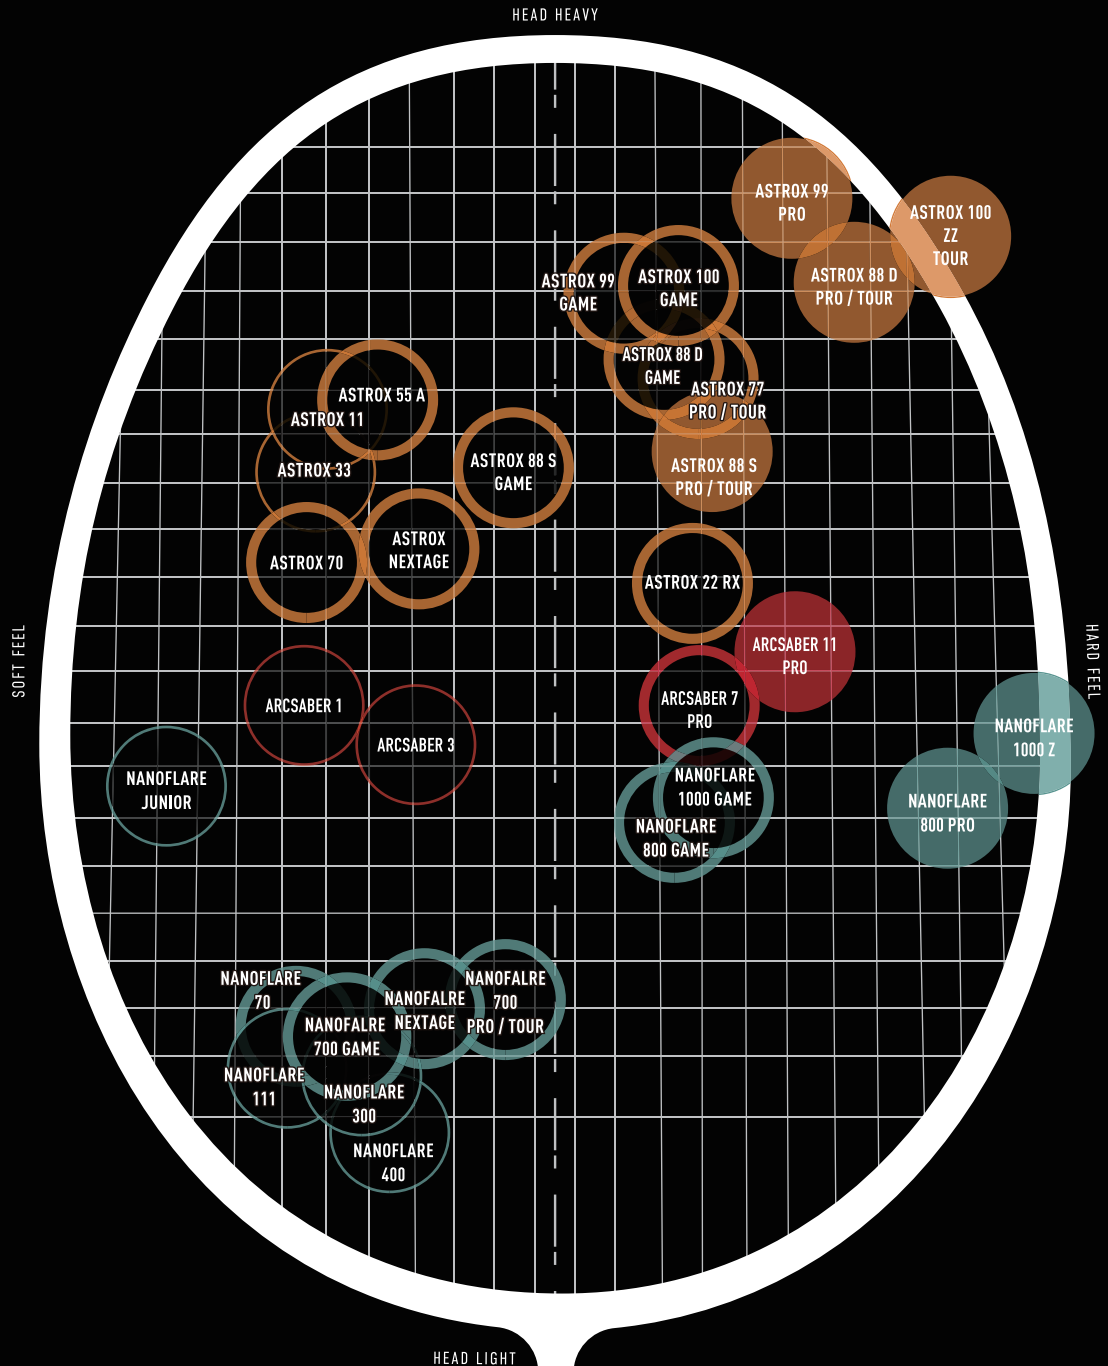 HEAD HEAVY
ASTROX 99
PRO
ASTROX 100
ZZ
TOUR
ASTROX 88 D
PRO / TOUR
ASTROX 99
GAME
ASTROX 100
GAME
ASTROX 88 D
GAME
ASTROX 77
PRO / TOUR
ASTROX 55 A
ASTROX 11
ASTROX 33
ASTROX 88 S
GAME
ASTROX 88 S
PRO / TOUR
ASTROX
NEXTAGE
ASTROX 70
ASTROX 22 RX
SOFT FEEL
HARD FEEL
ARCSABER 11
PRO
ARCSABER 7
PRO
ARCSABER 1
ARCSABER 3
NANOFLARE
1000 Z
NANOFLARE
JUNIOR
NANOFLARE
1000 GAME
NANOFLARE
800 PRO
NANOFLARE
800 GAME
NANOFLARE
70
NANOFALRE
700
PRO / TOUR
NANOFALRE
NEXTAGE
NANOFALRE
700 GAME
NANOFLARE
111
NANOFLARE
300
NANOFLARE
400
HEAD LIGHT